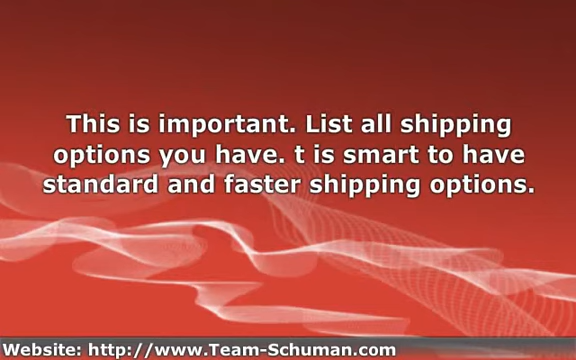 This is important. List all shipping
options you have. t is smart to have
standard and faster shipping options.
Website: http://www.Team-Schuman.com